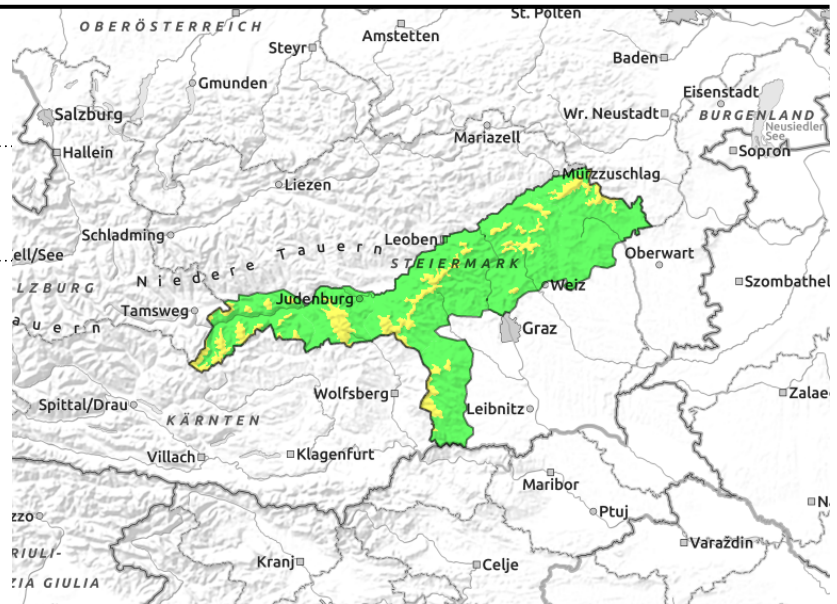 OBERÖSTERREICH
St. Pölten
Amstetten
Steyr
Baden
Gmunden
Eisenstadt
BURGENLAND
Salzburg
Wr. Neustadt
Neusiedler
See
Mariazell
Hallein
Sopron
Mürzzuschlag
Liezen
Schladming
Leoben
ell/See
Niedere Tauern
STEIERMARK
Oberwart
LZBURG
Szombathel
Judenburg
Weiz
Tamsweg
auern
Graz
Wolfsberg
Zalae
Spittal/Drau
Leibnitz
KÄRNTEN
Villach
Klagenfurt
Maribor
Na
zzo
Ptuj
RIULI-
Varaždin
Kranj
Celje
ZIA GIULIA